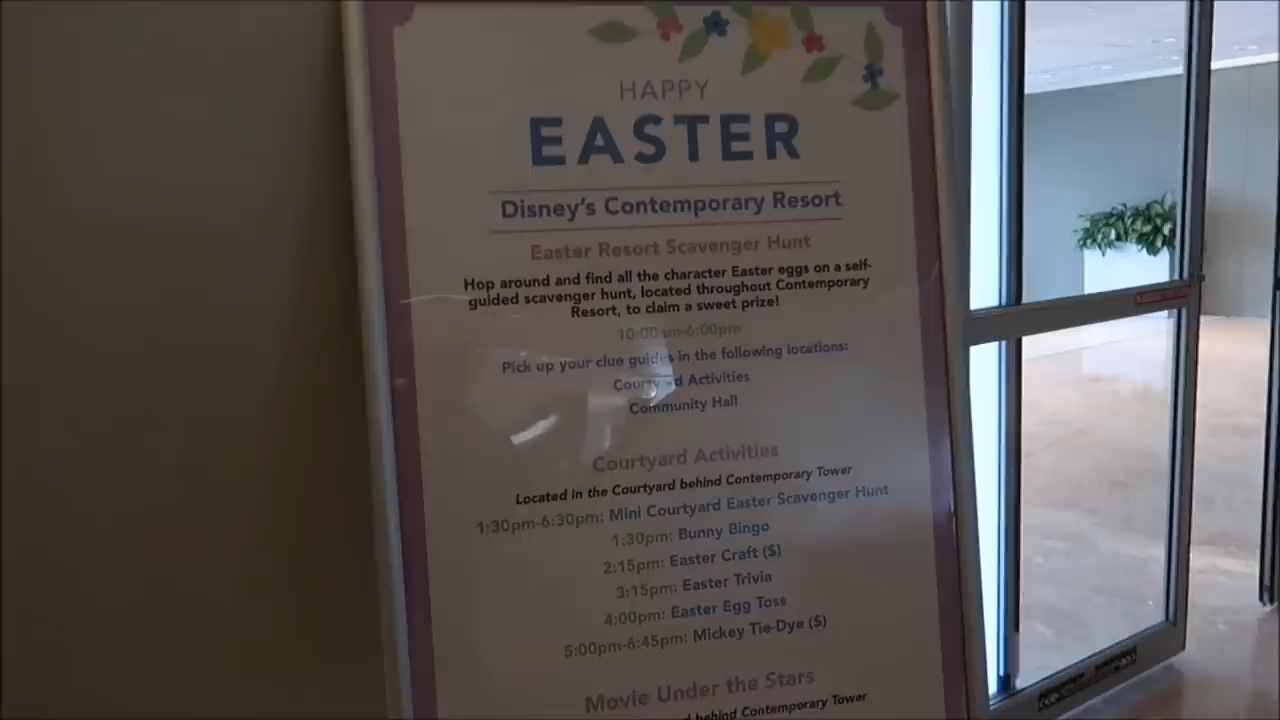 HAPPY
EASTER
Disney's Contemporary Resort
Easter Resort Scavenger Hunt
Hop around and find all the character Easter eggs on a self-
guided scavenger hunt, located throughout Contemporary
Resort, to claim a sweet prize!
10:00am-6:00pm
Pick up your clue guides in the following locations:
Courtyard Activities
Community Hall
Courtyard Activities
Located in the Courtyard behind Contemporary Tower
1:30pm-6:30pm: Mini Courtyard Easter Scavenger Hunt
1:30pm: Bunny Bingo
2:15pm: Easter Craft ($)
3:15pm: Easter Trivia
4:00pm: Easter Egg Toss
5:00pm-6:45pm: Mickey Tie-Dye ($)
Movie Under the Stars
behind Contemporary Tower